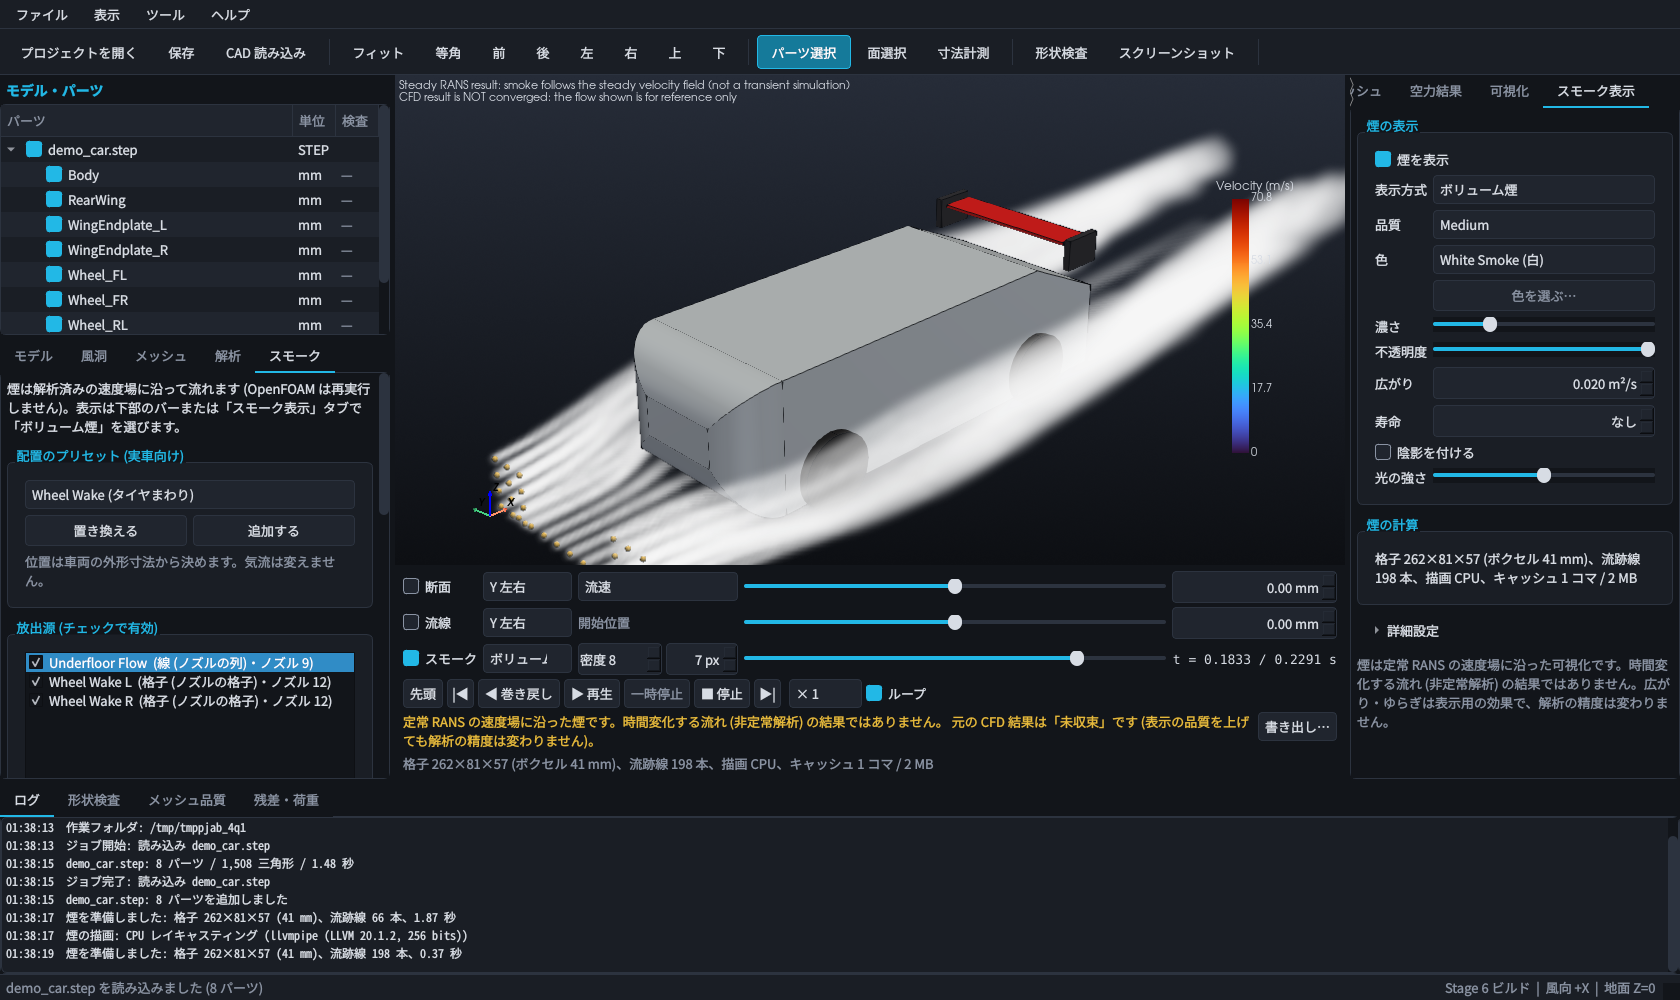 ファイル 表示 ツール ヘルプ
プロジェクトを開く 保存 CAD 読み込み フィット 等角 前 後 左 右 上 下 パーツ選択 面選択 寸法計測 形状検査 スクリーンショット
モデル・パーツ
パーツ 単位 検査
demo_car.step STEP
Body mm —
RearWing mm —
WingEndplate_L mm —
WingEndplate_R mm —
Wheel_FL mm —
Wheel_FR mm —
Wheel_RL mm —
モデル 風洞 メッシュ 解析 スモーク
煙は解析済みの速度場に沿って流れます (OpenFOAM は再実行
しません)。表示は下部のバーまたは「スモーク表示」タブで
「ボリューム煙」を選びます。
配置のプリセット (実車向け)
Wheel Wake (タイヤまわり)
置き換える 追加する
位置は車両の外形寸法から決めます。気流は変えませ
ん。
放出源 (チェックで有効)
✓ Underfloor Flow (線 (ノズルの列)・ノズル 9)
✓ Wheel Wake L (格子 (ノズルの格子)・ノズル 12)
✓ Wheel Wake R (格子 (ノズルの格子)・ノズル 12)
Steady RANS result: smoke follows the steady velocity field (not a transient simulation)
CFD result is NOT converged: the flow shown is for reference only
Velocity (m/s)
70.8
53.1
35.4
17.7
0
Z
X
断面 Y 左右 流速 0.00 mm
流線 Y 左右 開始位置 0.00 mm
スモーク ボリューム 密度 8 7 px t = 0.1833 / 0.2291 s
先頭 |◀ ◀ 巻き戻し ▶ 再生 一時停止 ■ 停止 ▶| × 1 ループ
定常 RANS の速度場に沿った煙です。時間変化する流れ (非定常解析) の結果ではありません。 元の CFD 結果は「未収束」です (表示の品質を上げ
ても解析の精度は変わりません)。
書き出し…
格子 262×81×57 (ボクセル 41 mm)、流跡線 198 本、描画 CPU、キャッシュ 1 コマ / 2 MB
シュ 空力結果 可視化 スモーク表示
煙の表示
煙を表示
表示方式 ボリューム煙
品質 Medium
色 White Smoke (白)
色を選ぶ…
濃さ
不透明度
広がり 0.020 m²/s
寿命 なし
陰影を付ける
光の強さ
煙の計算
格子 262×81×57 (ボクセル 41 mm)、流跡線
198 本、描画 CPU、キャッシュ 1 コマ / 2 MB
詳細設定
煙は定常 RANS の速度場に沿った可視化です。時間変
化する流れ (非定常解析) の結果ではありません。広が
り・ゆらぎは表示用の効果で、解析の精度は変わりま
せん。
ログ 形状検査 メッシュ品質 残差・荷重
01:38:13 作業フォルダ: /tmp/tmppjab_4q1
01:38:13 ジョブ開始: 読み込み demo_car.step
01:38:15 demo_car.step: 8 パーツ / 1,508 三角形 / 1.48 秒
01:38:15 ジョブ完了: 読み込み demo_car.step
01:38:15 demo_car.step: 8 パーツを追加しました
01:38:17 煙を準備しました: 格子 262×81×57 (41 mm)、流跡線 66 本、1.87 秒
01:38:17 煙の描画: CPU レイキャスティング (llvmpipe (LLVM 20.1.2, 256 bits))
01:38:19 煙を準備しました: 格子 262×81×57 (41 mm)、流跡線 198 本、0.37 秒
demo_car.step を読み込みました (8 パーツ)
Stage 6 ビルド | 風向 +X | 地面 Z=0